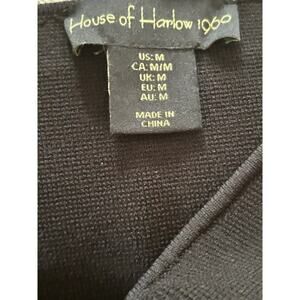 House of Harlow 1960
US: M
CA: M/M
UK: M
EU: M
AU: M
MADE IN
CHINA